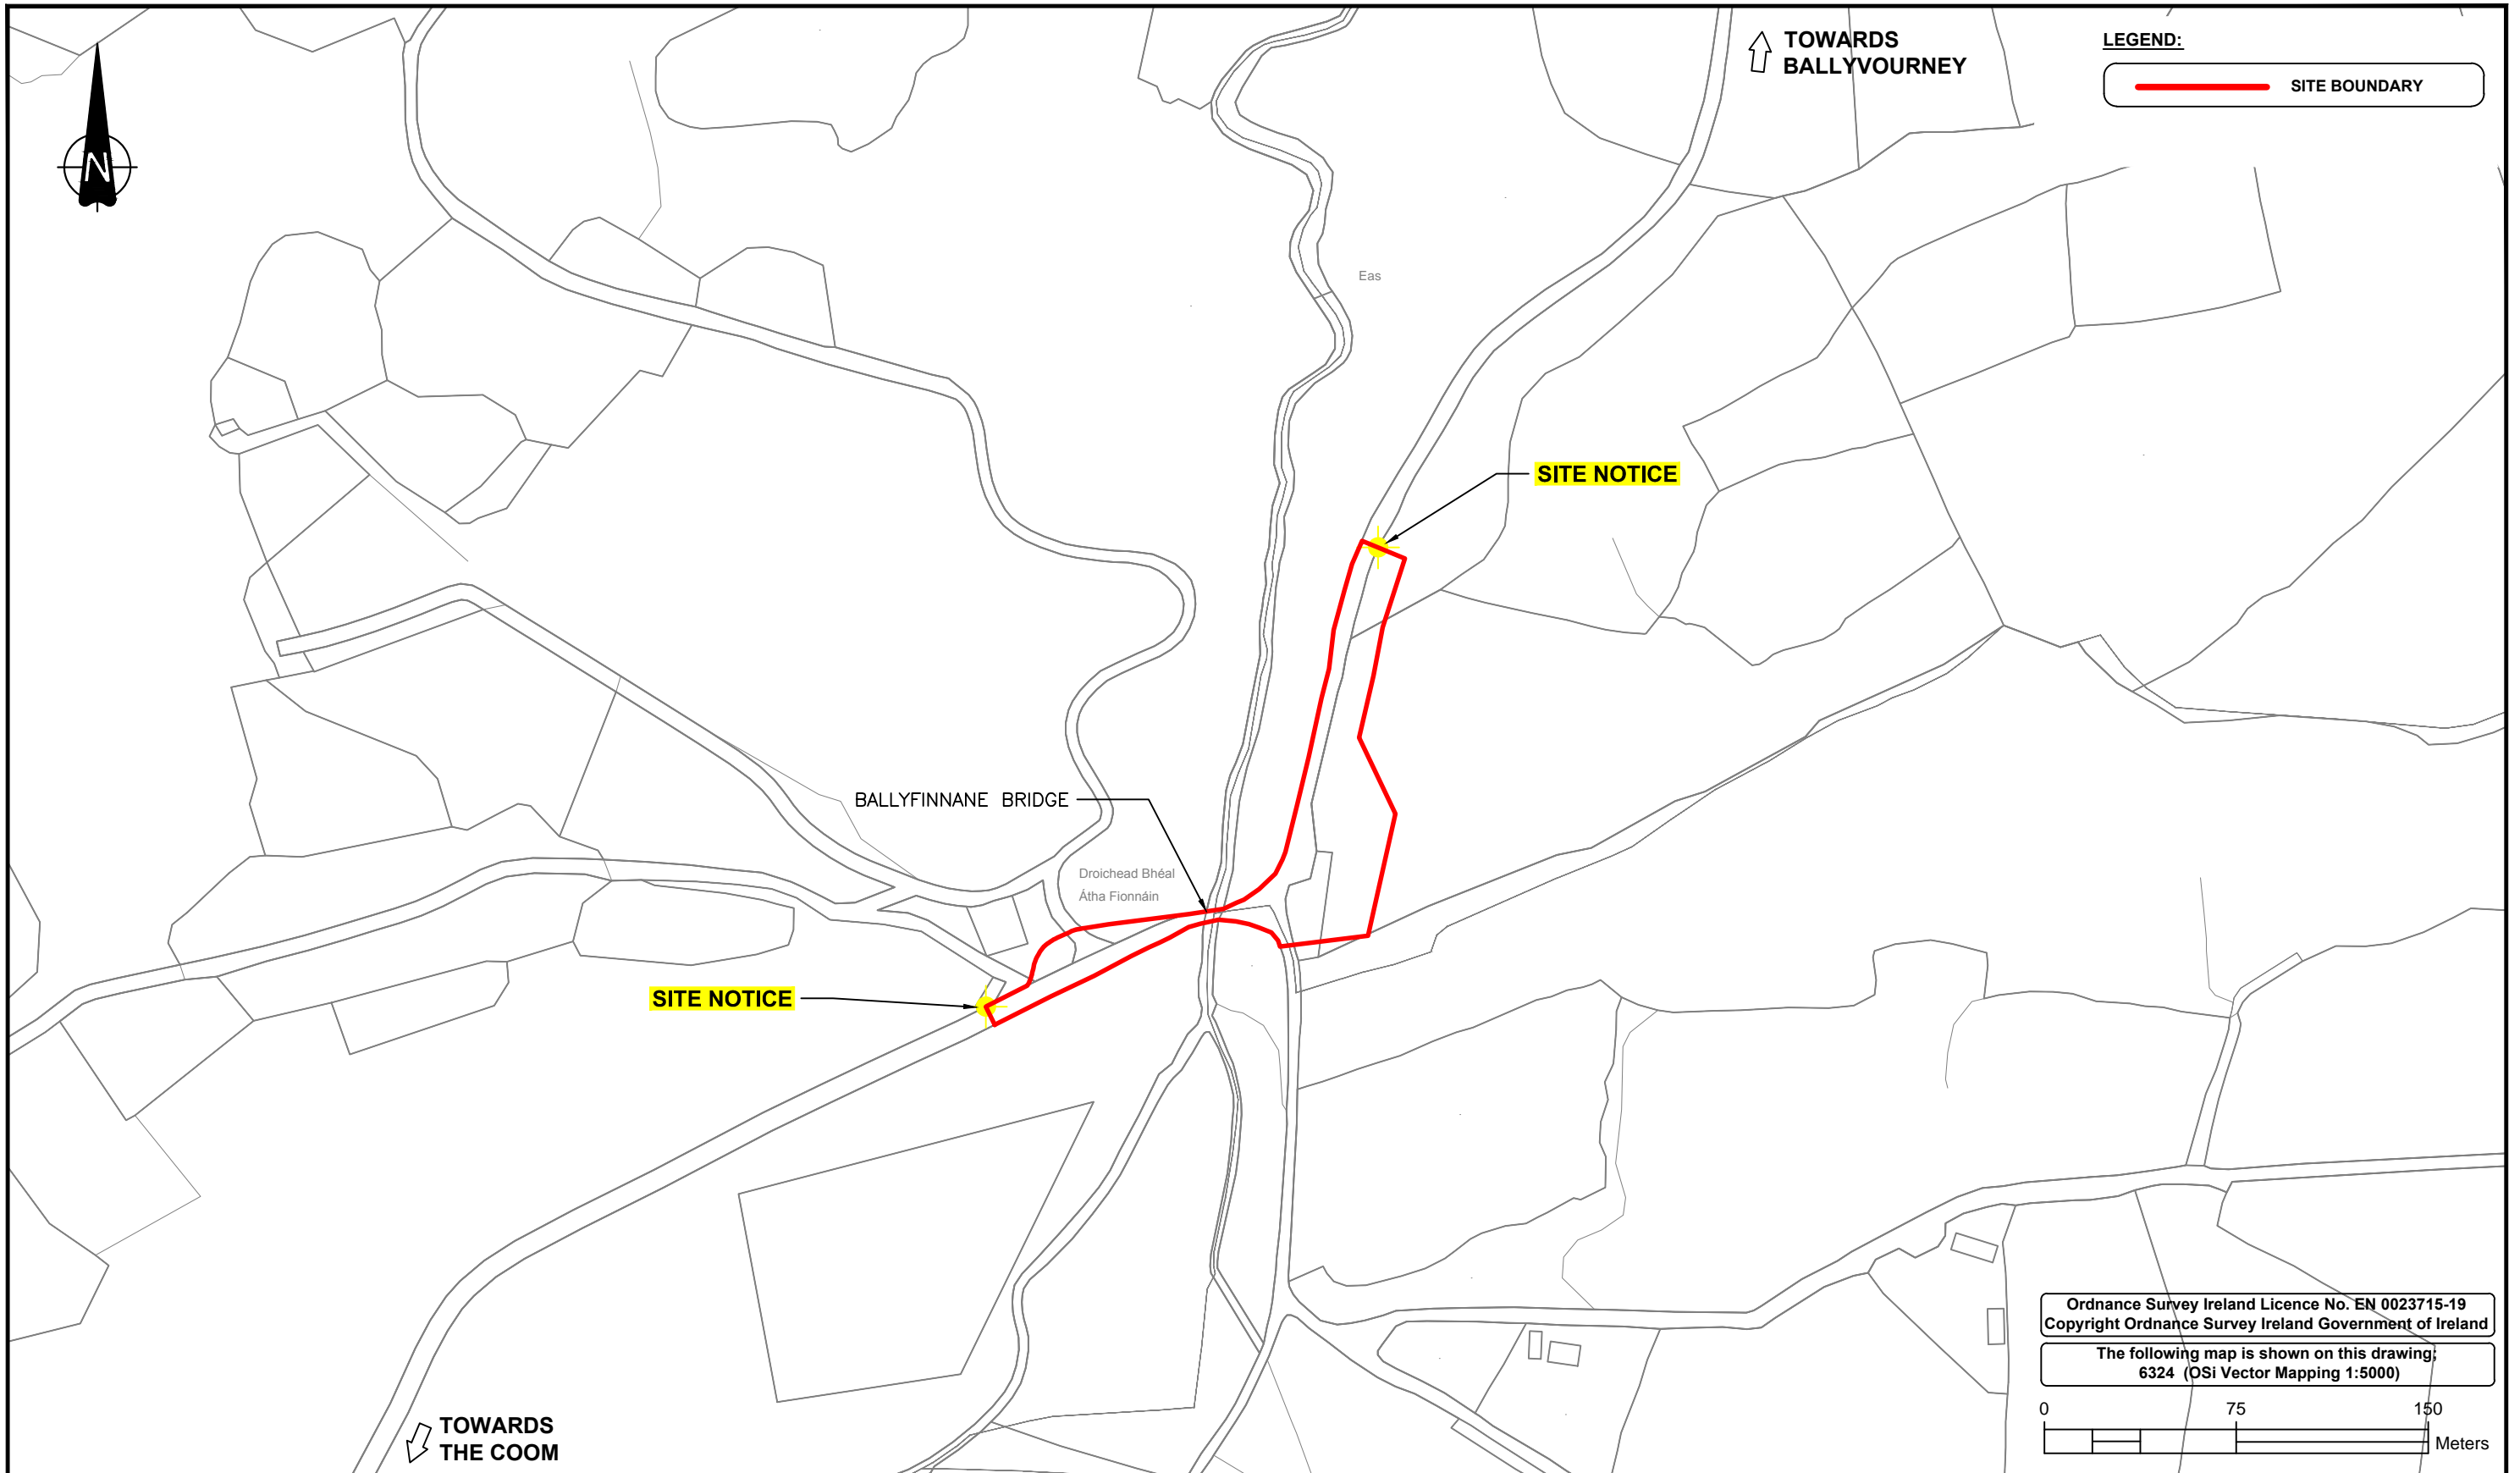 TOWARDS
BALLYVOURNEY
LEGEND:
SITE BOUNDARY
N
Eas
SITE NOTICE
BALLYFINNANE BRIDGE
Droichead Bhéal
Átha Fionnáin
SITE NOTICE
Ordnance Survey Ireland Licence No. EN 0023715-19
Copyright Ordnance Survey Ireland Government of Ireland
The following map is shown on this drawing;
6324 (OSi Vector Mapping 1:5000)
0 75 150
Meters
TOWARDS
THE COOM